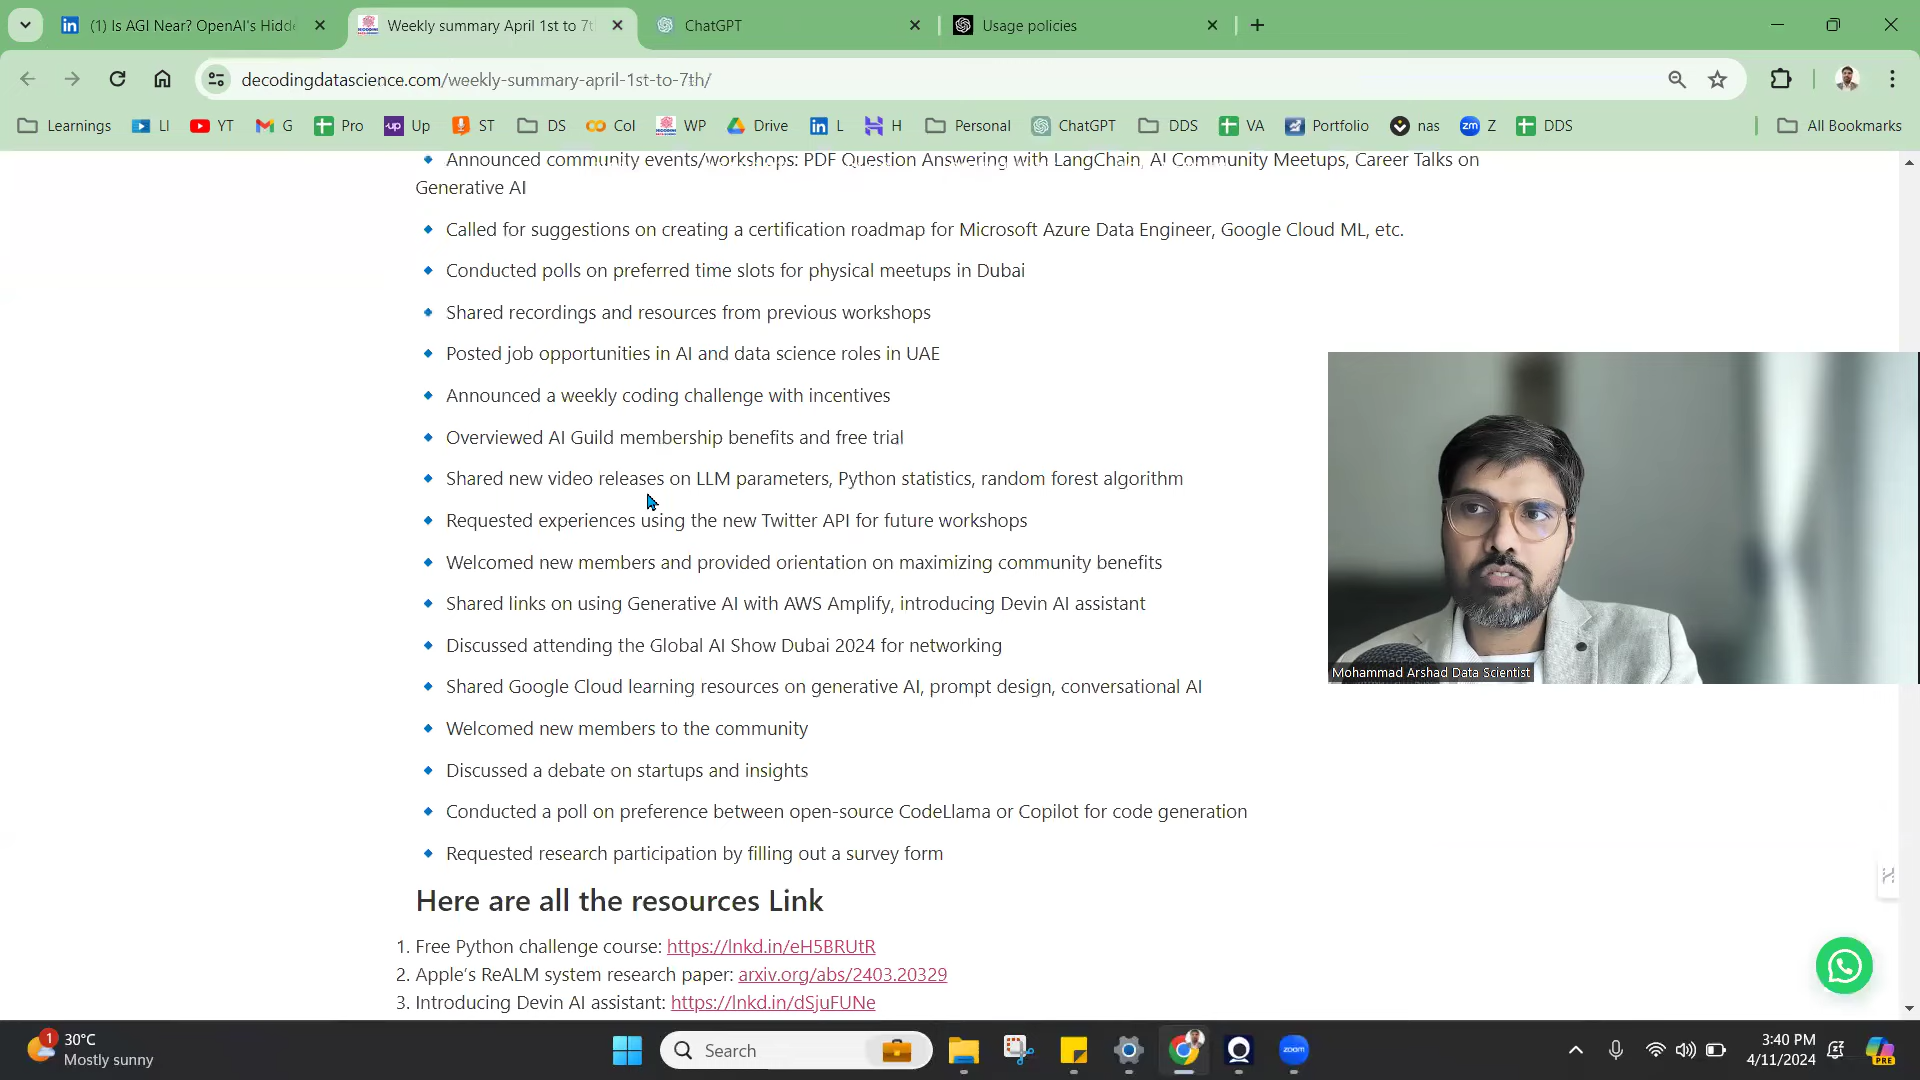 (1) Is AGI Near? OpenAI's Hidd
Weekly summary April 1st to 7t
ChatGPT
Usage policies
decodingdatascience.com/weekly-summary-april-1st-to-7th/
Learnings
LI
YT
G
Pro
Up
ST
DS
Col
WP
Drive
L
H
Personal
ChatGPT
DDS
VA
Portfolio
nas
Z
DDS
All Bookmarks
Announced community events/workshops: PDF Question Answering with LangChain, AI Community Meetups, Career Talks on
Generative AI
Called for suggestions on creating a certification roadmap for Microsoft Azure Data Engineer, Google Cloud ML, etc.
Conducted polls on preferred time slots for physical meetups in Dubai
Shared recordings and resources from previous workshops
Posted job opportunities in AI and data science roles in UAE
Announced a weekly coding challenge with incentives
Overviewed AI Guild membership benefits and free trial
Shared new video releases on LLM parameters, Python statistics, random forest algorithm
Requested experiences using the new Twitter API for future workshops
Welcomed new members and provided orientation on maximizing community benefits
Shared links on using Generative AI with AWS Amplify, introducing Devin AI assistant
Discussed attending the Global AI Show Dubai 2024 for networking
Shared Google Cloud learning resources on generative AI, prompt design, conversational AI
Welcomed new members to the community
Discussed a debate on startups and insights
Conducted a poll on preference between open-source CodeLlama or Copilot for code generation
Requested research participation by filling out a survey form
Mohammad Arshad Data Scientist
Here are all the resources Link
1. Free Python challenge course: https://lnkd.in/eH5BRUtR
2. Apple's ReALM system research paper: arxiv.org/abs/2403.20329
3. Introducing Devin AI assistant: https://lnkd.in/dSjuFUNe
1
30°C
Mostly sunny
Search
zoom
3:40 PM
4/11/2024
PRE